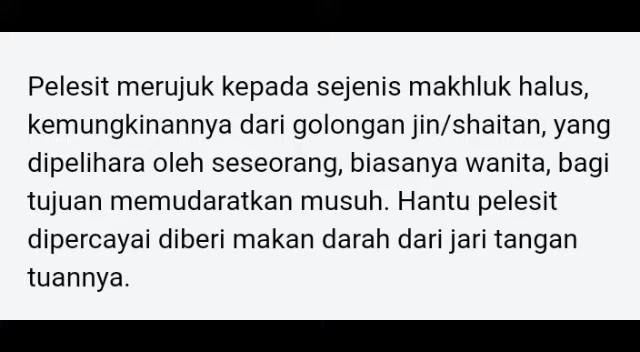 Pelesit merujuk kepada sejenis makhluk halus,
kemungkinannya dari golongan jin/shaitan, yang
dipelihara oleh seseorang, biasanya wanita, bagi
tujuan memudaratkan musuh. Hantu pelesit
dipercayai diberi makan darah dari jari tangan
tuannya.